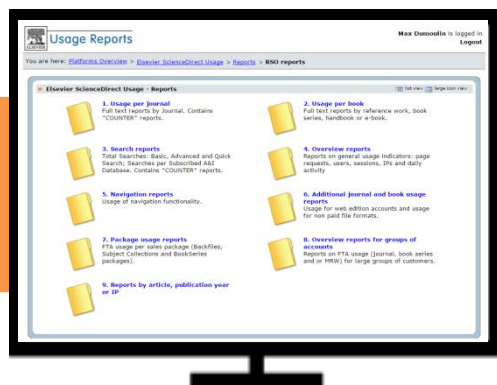 ELSEVIER
Usage Reports
Max Dumoulin is logged in
Logout
You are here: Platforms Overview > Elsevier ScienceDirect Usage > Reports > RSO reports
Elsevier ScienceDirect Usage - Reports
list view large icon view
1. Usage per journal
Full text reports by Journal. Contains
"COUNTER" reports.
2. Usage per book
Full text reports by reference work, book
series, handbook or e-book.
3. Search reports
Total Searches: Basic, Advanced and Quick
Search; Searches per Subscribed A&I
Database. Contains "COUNTER" reports.
4. Overview reports
Reports on general usage indicators: page
requests, users, sessions, IPs and daily
activity
5. Navigation reports
Usage of navigation functionality.
6. Additional journal and book usage
reports
Usage for web edition accounts and usage
for non paid file formats.
7. Package usage reports
FTA usage per sales package (Backfiles,
Subject Collections and BookSeries
packages).
8. Overview reports for groups of
accounts
Reports on FTA usage (journal, book series
and or MRW) for large groups of customers.
9. Reports by article, publication year
or IP